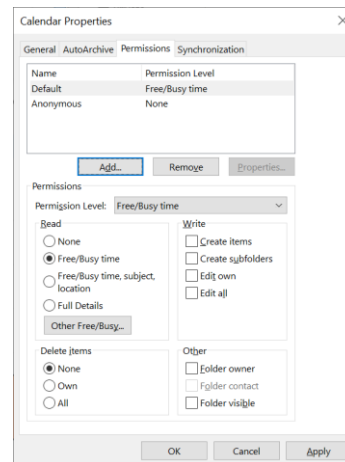 Calendar Properties
General AutoArchive Permissions Synchronization
Name Permission Level
Default Free/Busy time
Anonymous None
Add... Remove Properties...
Permissions
Permission Level: Free/Busy time
Read
None
Free/Busy time
Free/Busy time, subject,
location
Full Details
Other Free/Busy...
Write
Create items
Create subfolders
Edit own
Edit all
Delete items
None
Own
All
Other
Folder owner
Folder contact
Folder visible
OK Cancel Apply